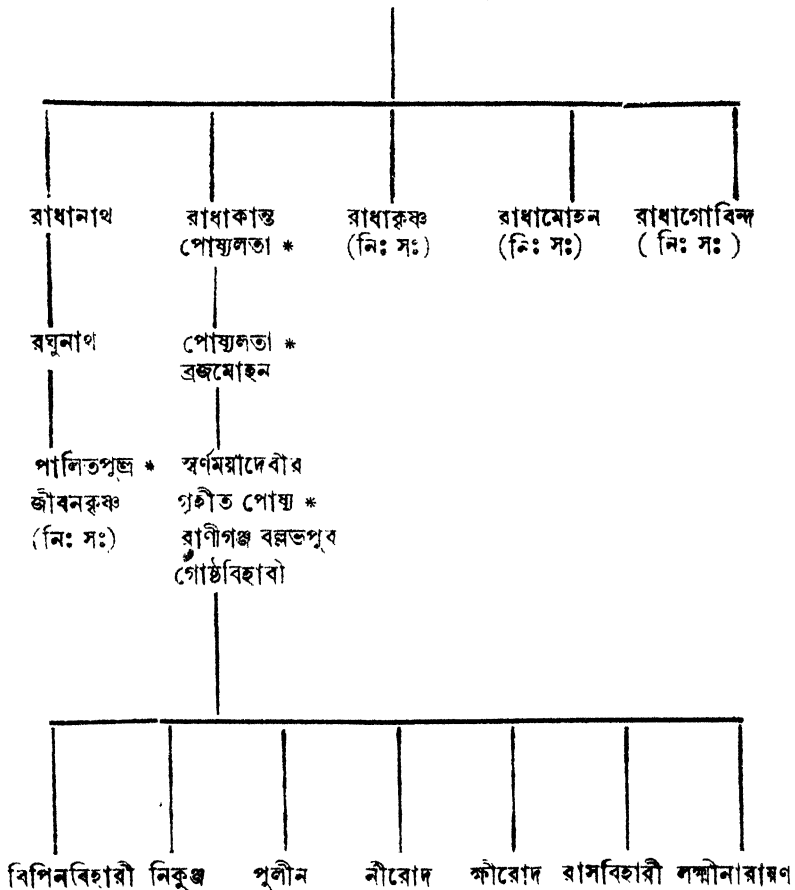 রাধানাথ রাধাকান্ত রাধাকৃষ্ণ রাধামোহন রাধাগোবিন্দ
পোষ্যলতা * (নিঃ সঃ) (নিঃ সঃ) ( নিঃ সঃ )
রঘুনাথ পোষ্যলতা *
ব্রজমোহন
পালিতপুত্র * স্বর্ণময়ীদেবীর
জীবনকৃষ্ণ গৃহীত পোষ্য *
(নিঃ সঃ) রাণীগঞ্জ বল্লভপুব
গোঁষ্ঠবিহাবী
বিপিনবিহারী নিকুঞ্জ পুলীন নীরোদ ক্ষীরোদ রাসবিহারী লক্ষ্মীনারায়ণ